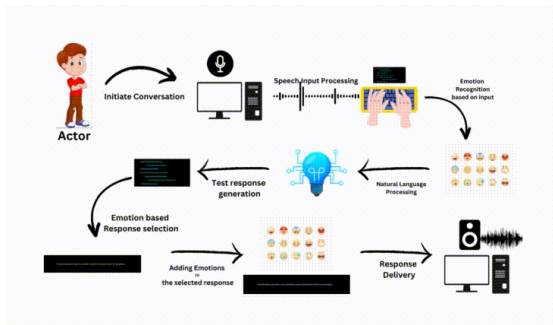 Actor
Initiate Conversation
Speech Input Processing
Emotion
Recognition
based on input
Natural Language
Processing
Test response
generation
Emotion based
Response selection
Adding Emotions
to
the selected response
Response
Delivery